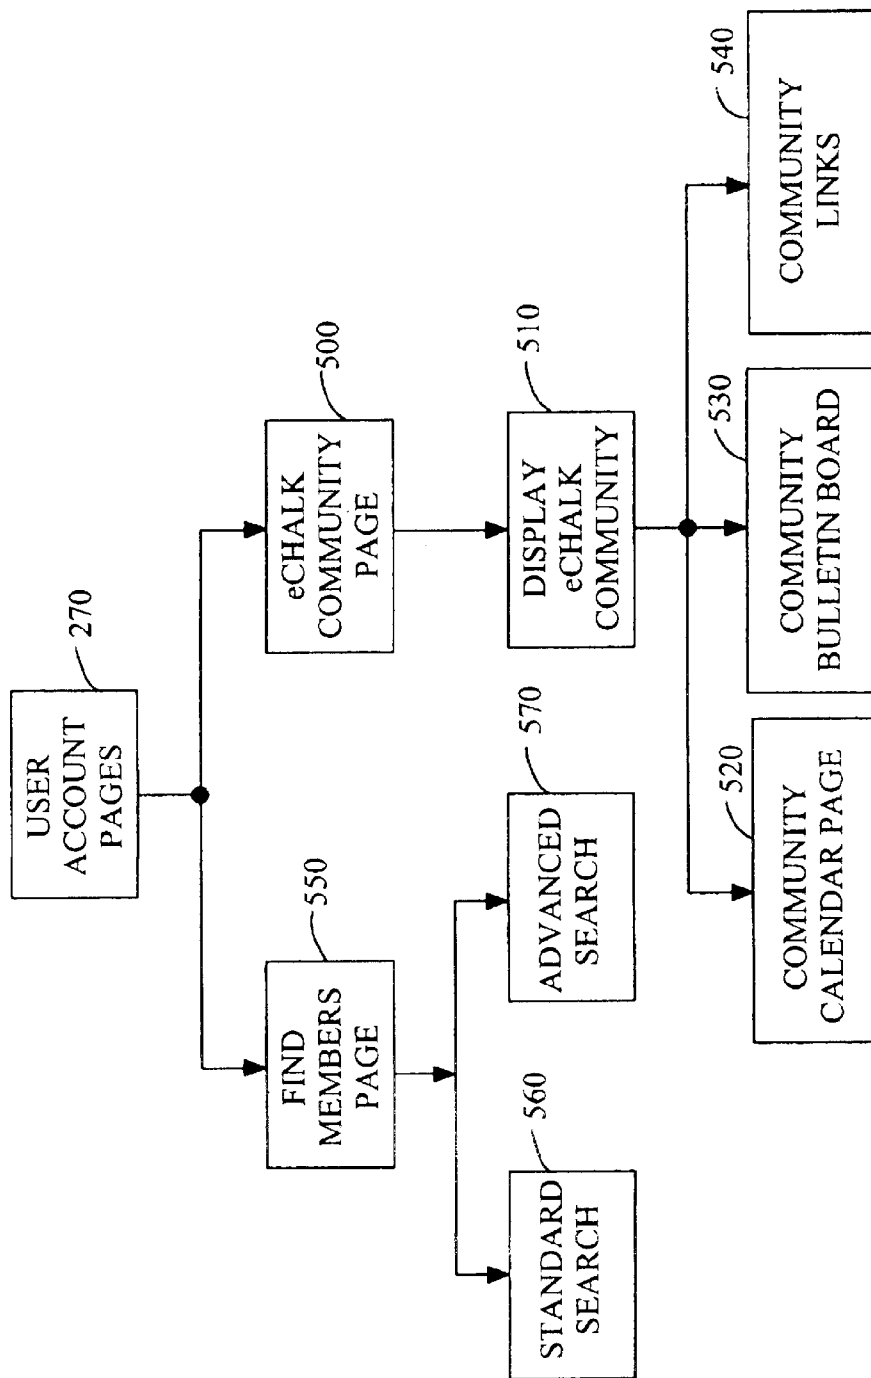 USER
ACCOUNT
PAGES
270
FIND
MEMBERS
PAGE
550
eCHALK
COMMUNITY
PAGE
500
STANDARD
SEARCH
560
ADVANCED
SEARCH
570
DISPLAY
eCHALK
COMMUNITY
510
COMMUNITY
CALENDAR PAGE
520
COMMUNITY
BULLETIN BOARD
530
COMMUNITY
LINKS
540